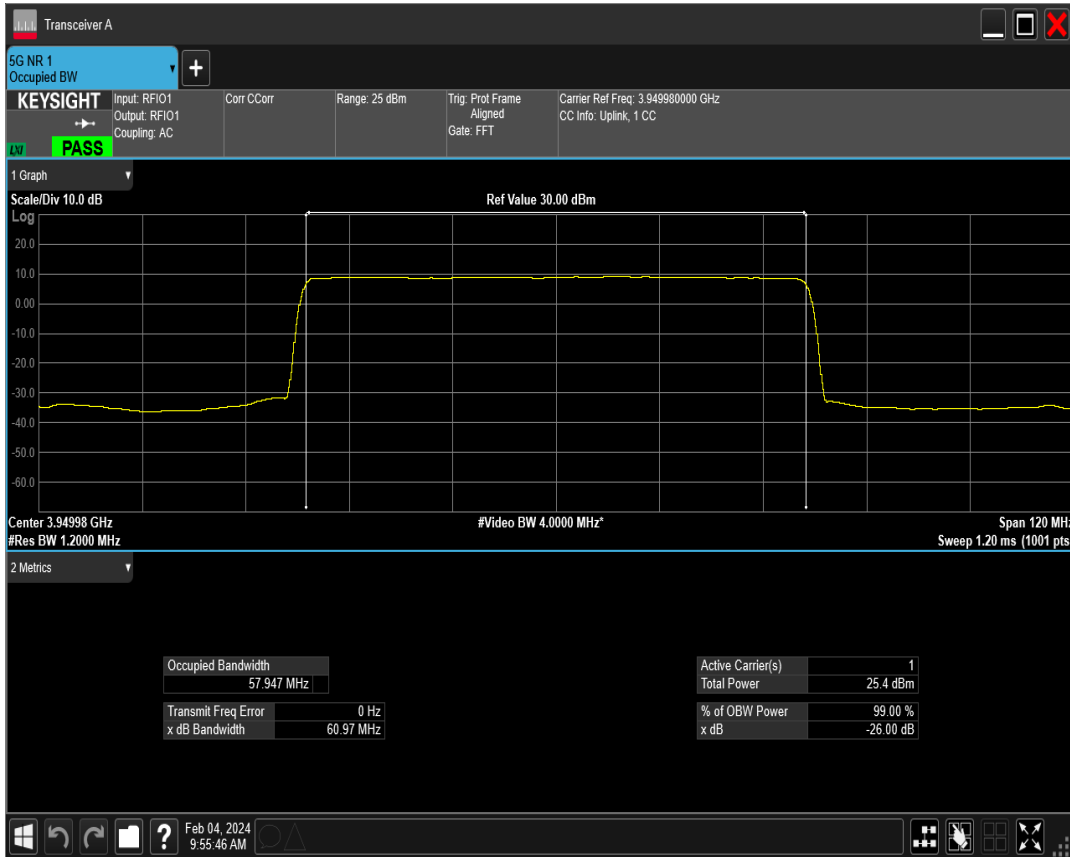 Transceiver A
5G NR 1
Occupied BW
+
KEYSIGHT
LXI
PASS
Input: RFIO1
Output: RFIO1
Coupling: AC
Corr CCorr
Range: 25 dBm
Trig: Prot Frame
Aligned
Gate: FFT
Carrier Ref Freq: 3.949980000 GHz
CC Info: Uplink, 1 CC
1 Graph
Scale/Div 10.0 dB
Ref Value 30.00 dBm
Log
20.0
10.0
0.00
-10.0
-20.0
-30.0
-40.0
-50.0
-60.0
Center 3.94998 GHz
#Video BW 4.0000 MHz*
Span 120 MHz
#Res BW 1.2000 MHz
Sweep 1.20 ms (1001 pts
2 Metrics
Occupied Bandwidth
57.947 MHz
Transmit Freq Error 0 Hz
x dB Bandwidth 60.97 MHz
Active Carrier(s) 1
Total Power 25.4 dBm
% of OBW Power 99.00 %
x dB -26.00 dB
?
Feb 04, 2024
9:55:46 AM